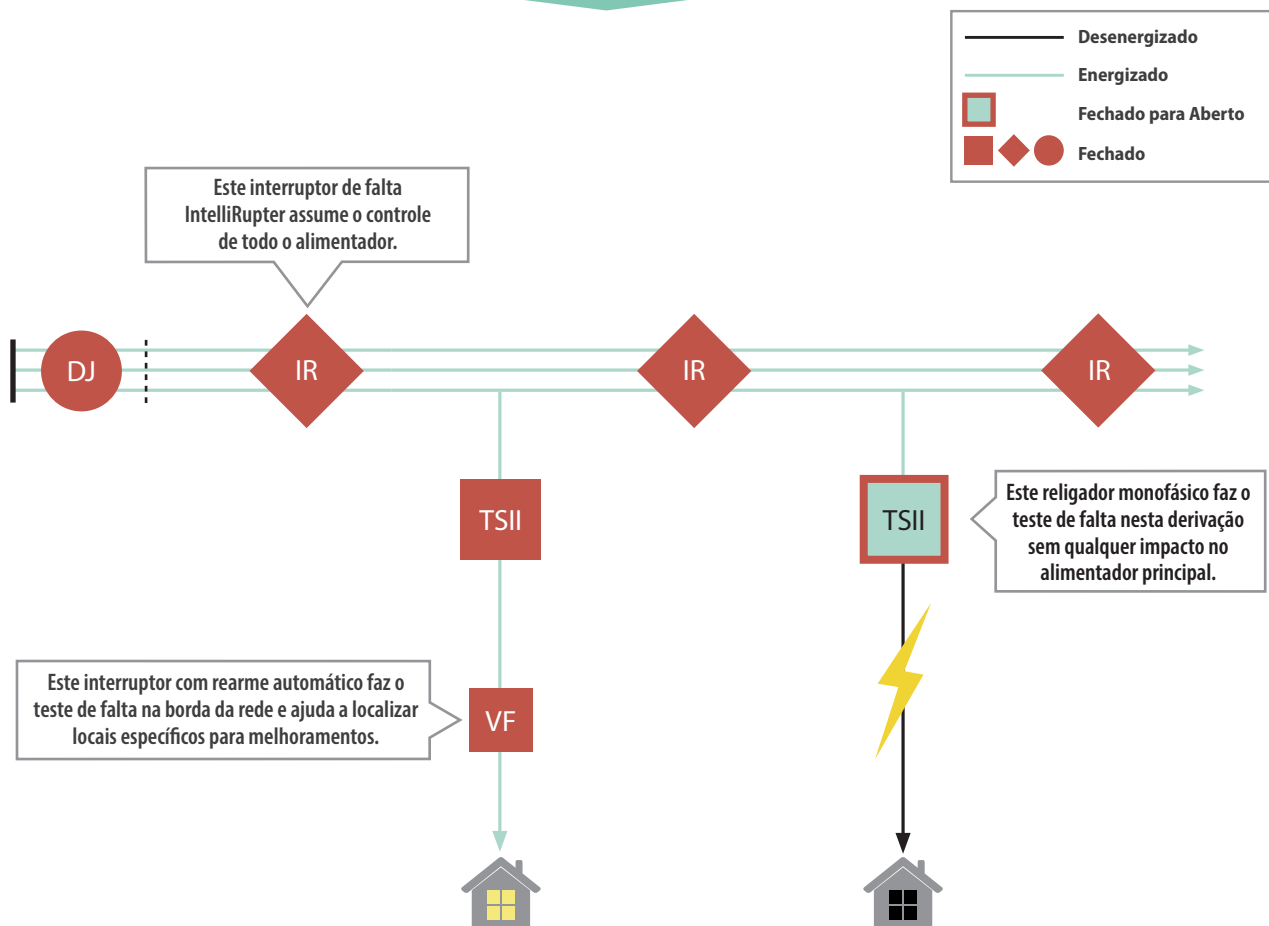 Desenergizado
Energizado
Fechado para Aberto
Fechado
Este interruptor de falta
IntelliRupter assume o controle
de todo o alimentador.
DJ
IR
IR
IR
TSII
TSII
Este religador monofásico faz o
teste de falta nesta derivação
sem qualquer impacto no
alimentador principal.
Este interruptor com rearme automático faz o
teste de falta na borda da rede e ajuda a localizar
locais específicos para melhoramentos.
VF